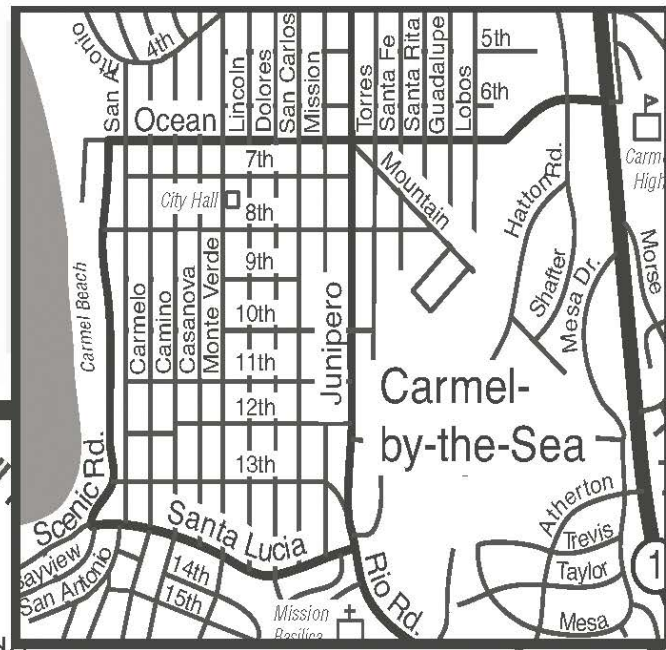 San Antonio
4th
Lincoln
Dolores
San Carlos
Mission
Torres
Santa Fe
Santa Rita
Guadalupe
Lobos
5th
6th
Ocean
7th
City Hall
8th
Mountain
Hatton Rd.
Shafter
Mesa Dr.
Morse
Carmel Beach
Carmelo
Camino
Casanova
Monte Verde
9th
10th
11th
12th
13th
Junipero
Carmel-
by-the-Sea
Scenic Rd.
Santa Lucia
Rio Rd.
Bayview
San Antonio
14th
15th
Mission
Basilica
Atherton
Trevis
Taylor
Mesa
1